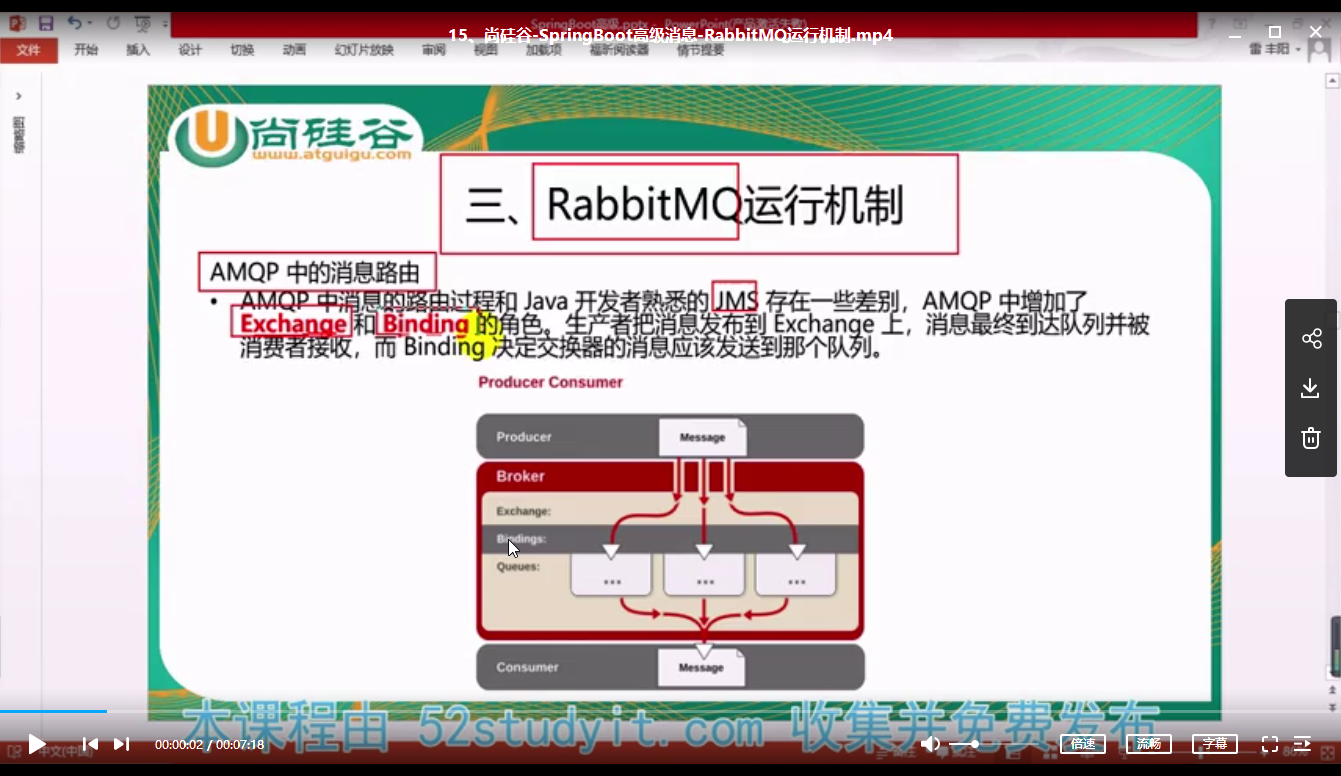 SpringBoot高级.pptx - PowerPoint(产品激活失败)
15、尚硅谷-SpringBoot高级消息-RabbitMQ运行机制.mp4
文件 开始 插入 设计 切换 动画 幻灯片放映 审阅 视图 加载项 福昕阅读器 情节提要
雷 丰阳
缩略图
尚硅谷
www.atguigu.com
三、RabbitMQ运行机制
AMQP 中的消息路由
• AMQP 中消息的路由过程和 Java 开发者熟悉的 JMS 存在一些差别，AMQP 中增加了
Exchange 和 Binding 的角色。生产者把消息发布到 Exchange 上，消息最终到达队列并被
消费者接收，而 Binding 决定交换器的消息应该发送到那个队列。
Producer Consumer
Producer
Message
Broker
Exchange:
Bindings:
Queues:
... ... ...
Consumer
Message
本课程由 52studyit.com 收集并免费发布
00:00:02 / 00:07:18
倍速 流畅 字幕
中文(中国)